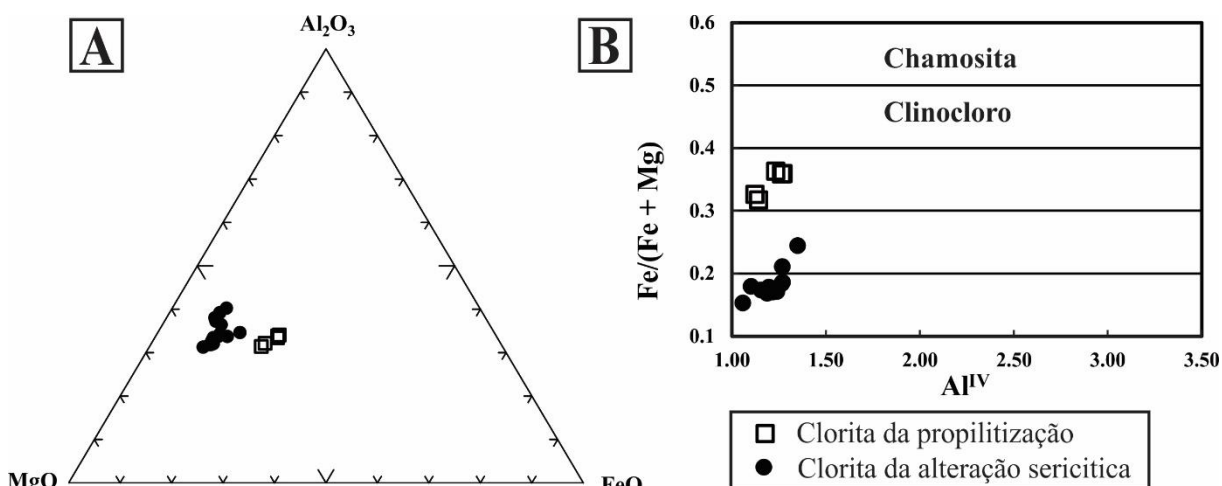 A
Al₂O₃
MgO
FeO
B
0.6
0.5
0.4
0.3
0.2
0.1
Fe/(Fe + Mg)
Chamosita
Clinocloro
1.00 1.50 2.00 2.50 3.00 3.50
Alᴵⱽ
Clorita da propilitização
Clorita da alteração sericitica